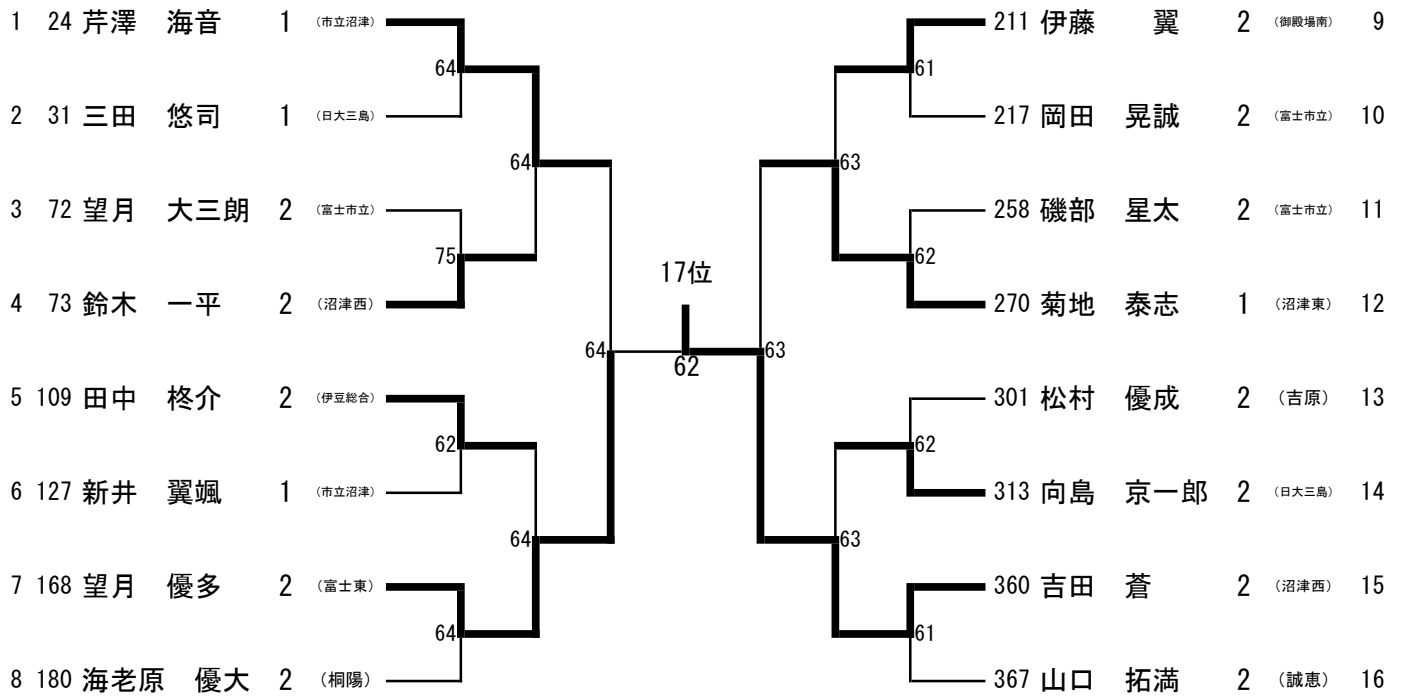 1 24 芹澤 海音 1 (市立沼津)
211 伊藤 翼 2 (御殿場南) 9
64
61
2 31 三田 悠司 1 (日大三島)
217 岡田 晃誠 2 (富士市立) 10
64
63
3 72 望月 大三朗 2 (富士市立)
258 磯部 星太 2 (富士市立) 11
75
62
17位
4 73 鈴木 一平 2 (沼津西)
270 菊地 泰志 1 (沼津東) 12
64
62
63
5 109 田中 柊介 2 (伊豆総合)
301 松村 優成 2 (吉原) 13
62
62
6 127 新井 翼颯 1 (市立沼津)
313 向島 京一郎 2 (日大三島) 14
64
63
7 168 望月 優多 2 (富士東)
360 吉田 蒼 2 (沼津西) 15
64
61
8 180 海老原 優大 2 (桐陽)
367 山口 拓満 2 (誠恵) 16